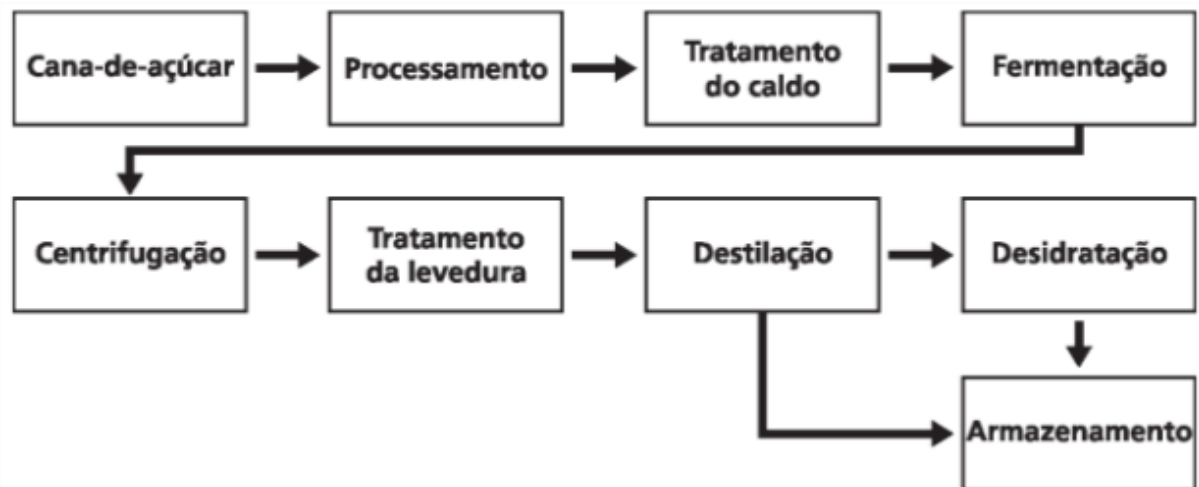 Cana-de-açúcar
Processamento
Tratamento
do caldo
Fermentação
Centrifugação
Tratamento
da levedura
Destilação
Desidratação
Armazenamento